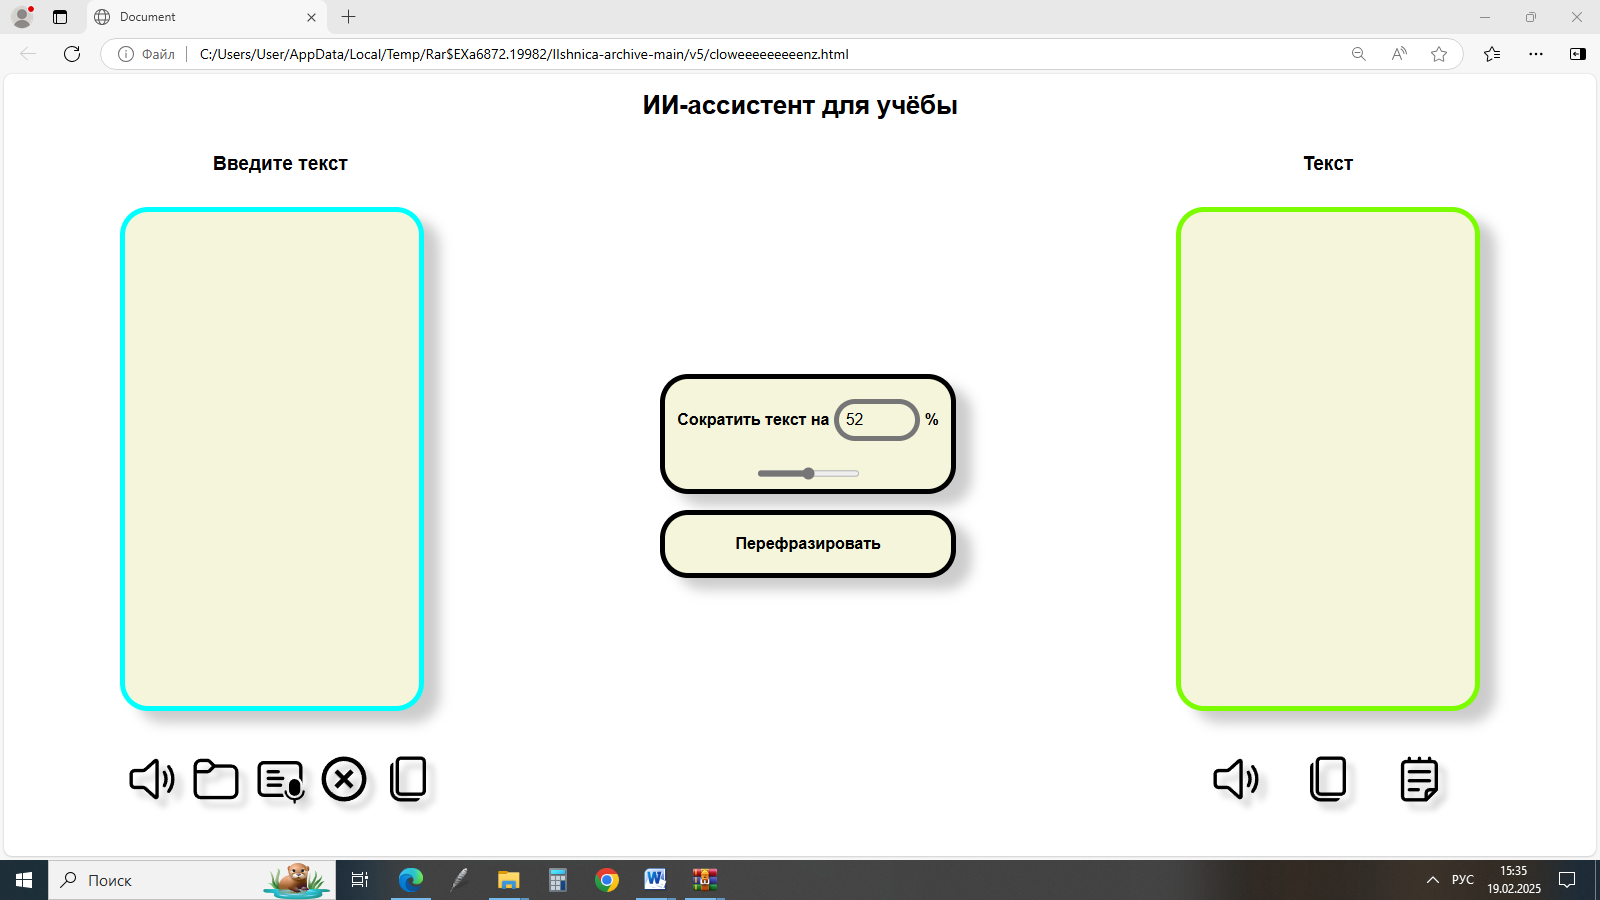 Document
Файл
C:/Users/User/AppData/Local/Temp/Rar$EXa6872.19982/IIshnica-archive-main/v5/cloweeeeeeeeenz.html
ИИ-ассистент для учёбы
Введите текст
Текст
Сократить текст на 52 %
Перефразировать
Поиск
РУС
15:35
19.02.2025